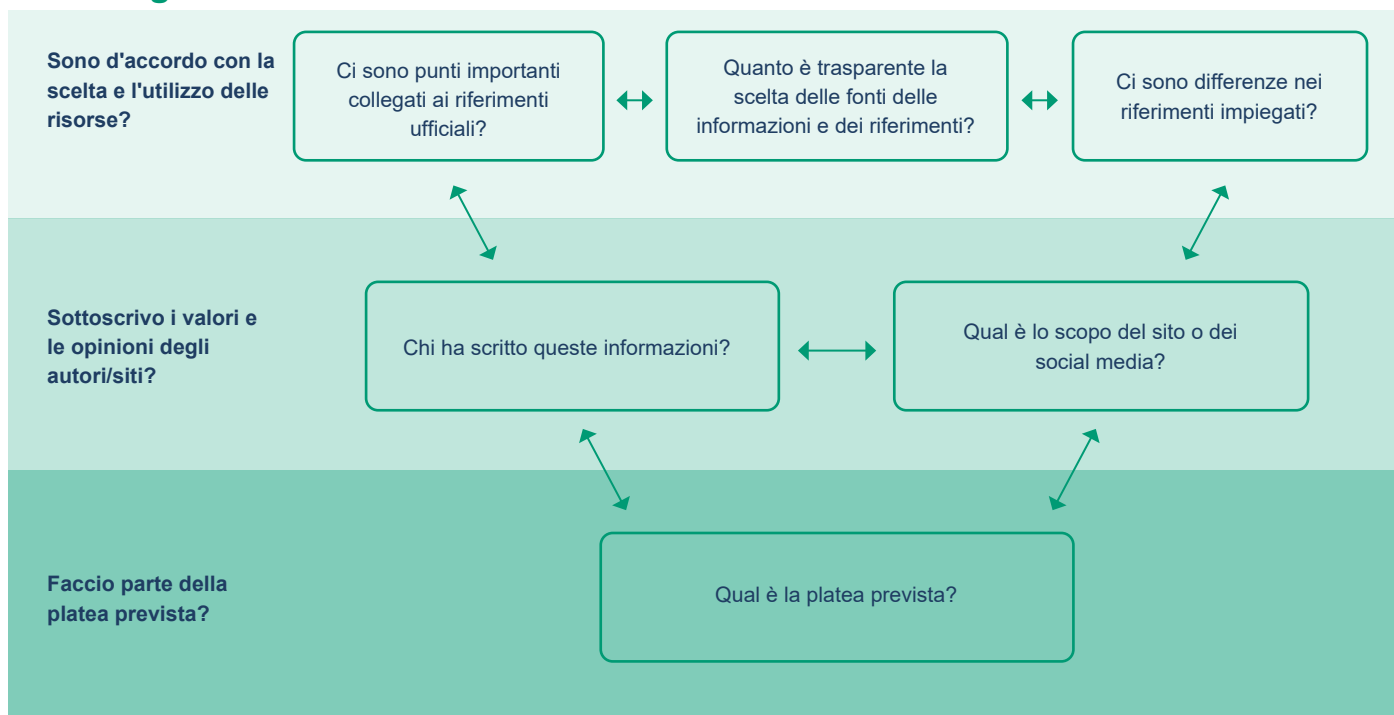 Sono d'accordo con la
scelta e l'utilizzo delle
risorse?
Ci sono punti importanti
collegati ai riferimenti
ufficiali?
Quanto è trasparente la
scelta delle fonti delle
informazioni e dei riferimenti?
Ci sono differenze nei
riferimenti impiegati?
Sottoscrivo i valori e
le opinioni degli
autori/siti?
Chi ha scritto queste informazioni?
Qual è lo scopo del sito o dei
social media?
Faccio parte della
platea prevista?
Qual è la platea prevista?